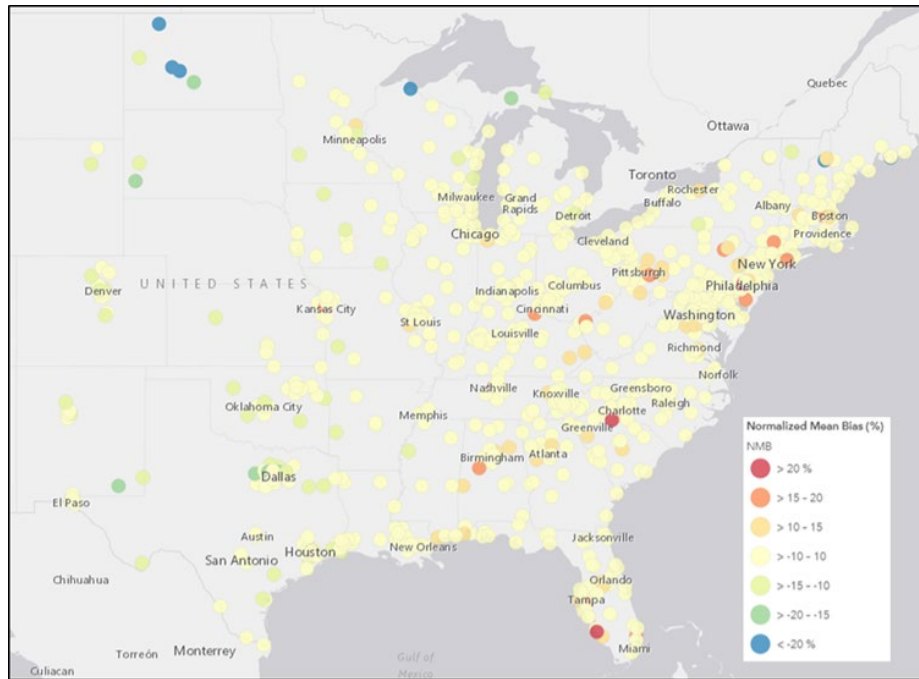 Quebec
Ottawa
Minneapolis
Toronto
Rochester
Buffalo
Albany
Boston
Providence
Milwaukee
Grand
Rapids
Detroit
Chicago
Cleveland
New York
Pittsburgh
Philadelphia
Denver
UNITED STATES
Indianapolis
Columbus
Kansas City
Cincinnati
Washington
St Louis
Louisville
Richmond
Norfolk
Nashville
Knoxville
Greensboro
Raleigh
Oklahoma City
Memphis
Charlotte
Greenville
Birmingham
Atlanta
Dallas
El Paso
Austin
San Antonio
Houston
New Orleans
Jacksonville
Chihuahua
Orlando
Tampa
Miami
Torreón
Monterrey
Gulf of
Mexico
Culiacan
Normalized Mean Bias (%)
NMB
> 20 %
> 15 - 20
> 10 - 15
> -10 - 10
> -15 - -10
> -20 - -15
< -20 %